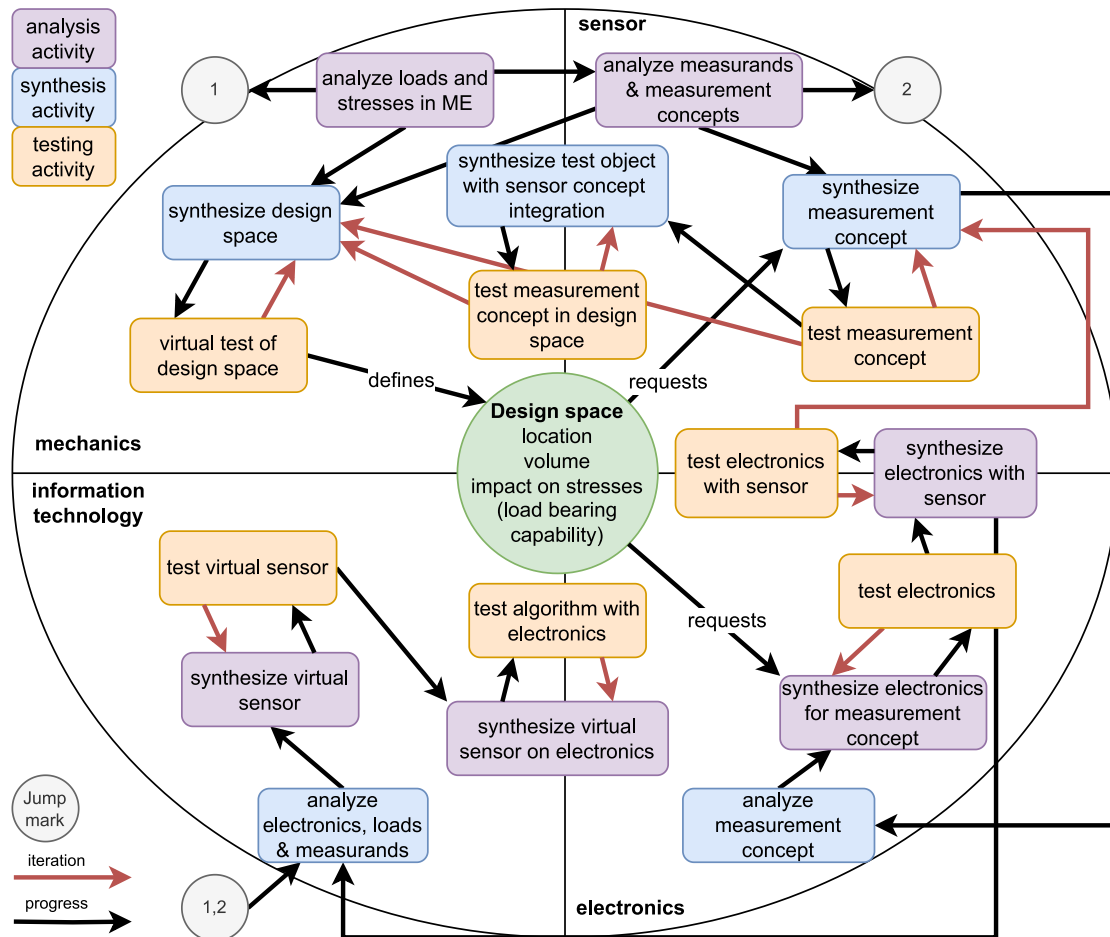 analysis
activity
synthesis
activity
testing
activity
sensor
1
analyze loads and
stresses in ME
analyze measurands
& measurement
concepts
2
synthesize design
space
synthesize test object
with sensor concept
integration
synthesize
measurement
concept
virtual test of
design space
test measurement
concept in design
space
test measurement
concept
defines
requests
mechanics
Design space
location
volume
impact on stresses
(load bearing
capability)
test electronics
with sensor
synthesize
electronics with
sensor
information
technology
test virtual sensor
test algorithm with
electronics
test electronics
requests
synthesize virtual
sensor
synthesize virtual
sensor on electronics
synthesize electronics
for measurement
concept
analyze
electronics, loads
& measurands
analyze
measurement
concept
Jump
mark
iteration
progress
1,2
electronics